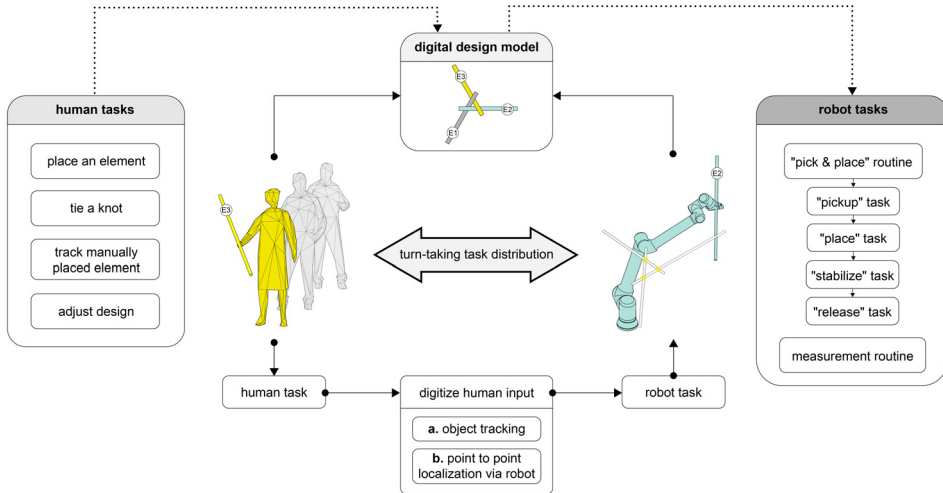 digital design model
E3
E2
E1
human tasks
place an element
tie a knot
track manually
placed element
adjust design
E3
turn-taking task distribution
E2
robot tasks
"pick & place" routine
"pickup" task
"place" task
"stabilize" task
"release" task
measurement routine
human task
digitize human input
a. object tracking
b. point to point
localization via robot
robot task